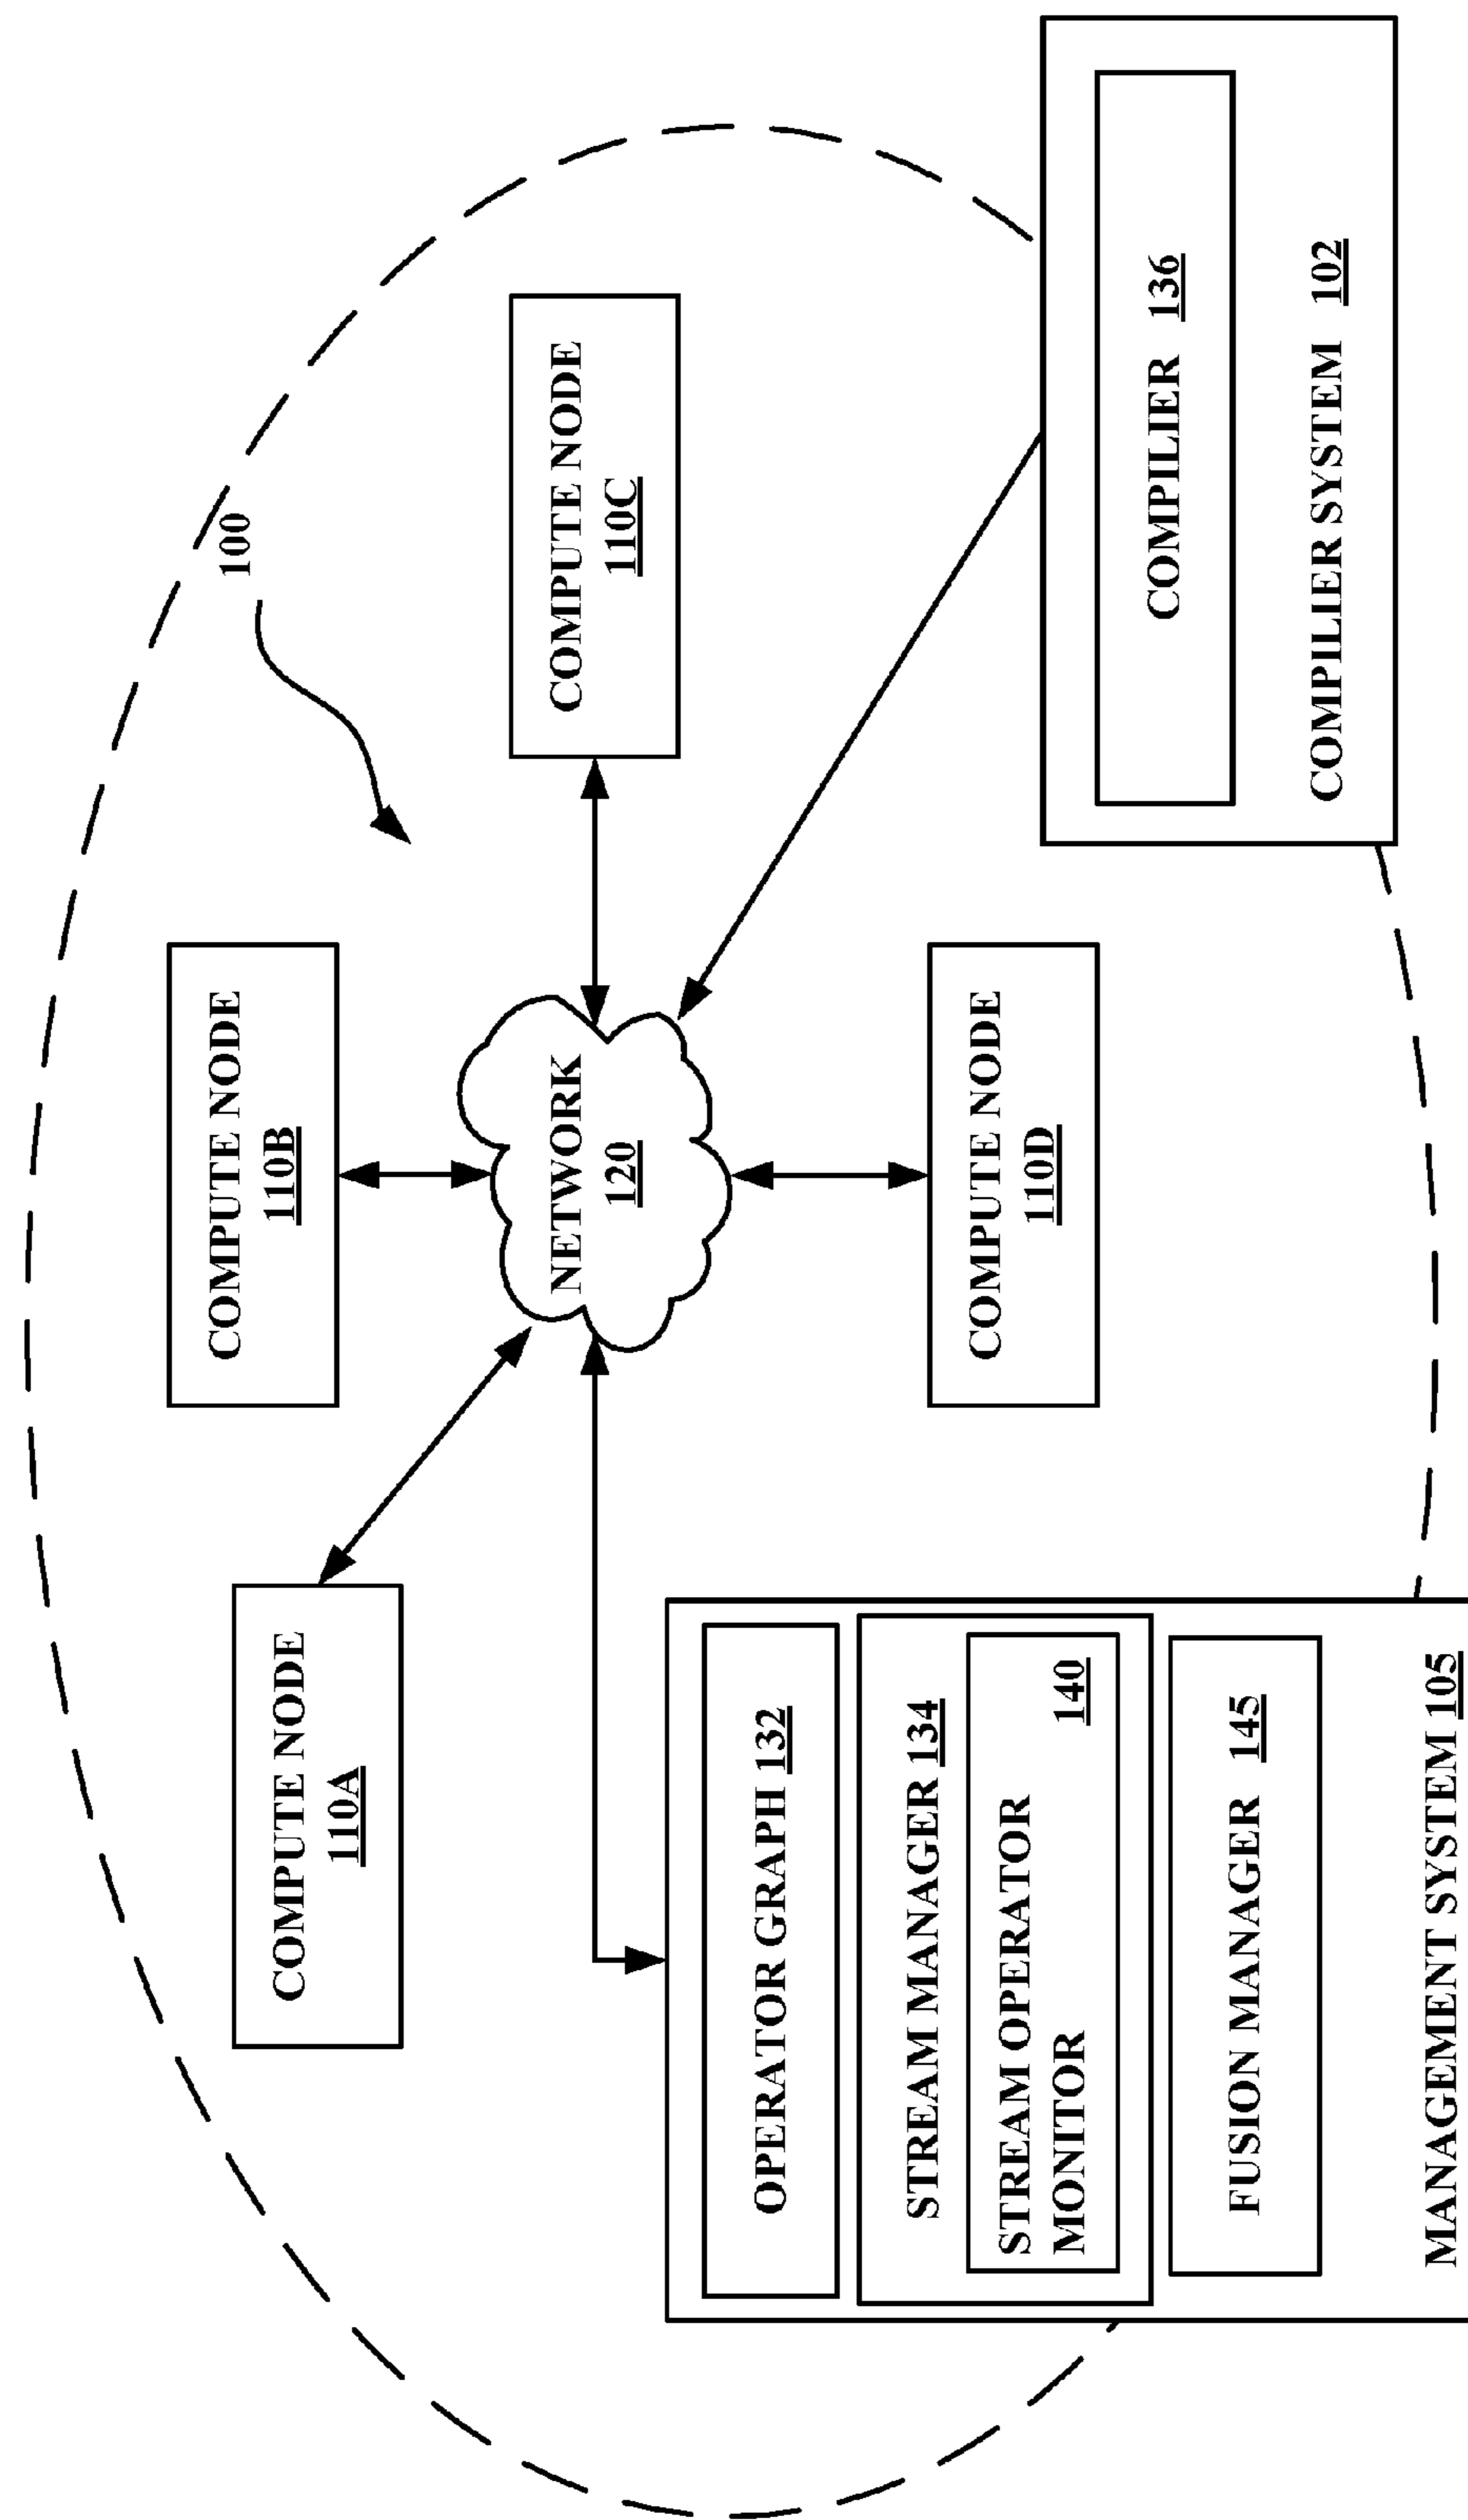 100
COMPUTE NODE
110B
COMPUTE NODE
110A
COMPUTE NODE
110C
NETWORK
120
COMPUTE NODE
110D
OPERATOR GRAPH 132
STREAM MANAGER 134
STREAM OPERATOR
MONITOR 140
FUSION MANAGER 145
MANAGEMENT SYSTEM 105
COMPILIER 136
COMPILIER SYSTEM 102